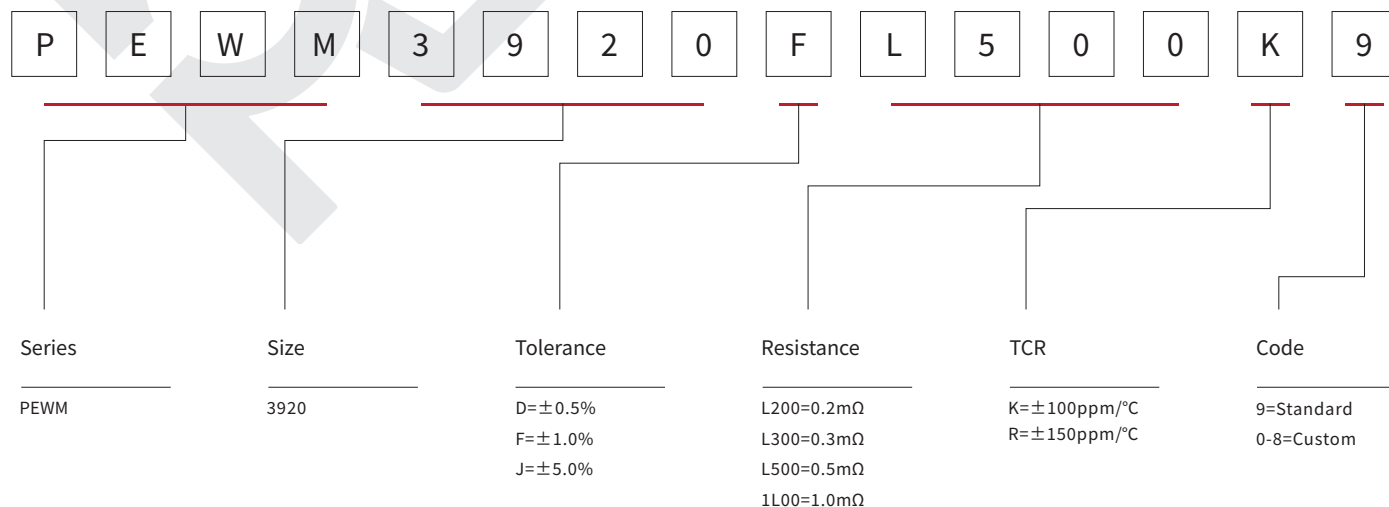 P E W M 3 9 2 0 F L 5 0 0 K 9
Series Size Tolerance Resistance TCR Code
PEWM 3920 D=±0.5% L200=0.2mΩ K=±100ppm/℃ 9=Standard
F=±1.0% L300=0.3mΩ R=±150ppm/℃ 0-8=Custom
J=±5.0% L500=0.5mΩ
1L00=1.0mΩ